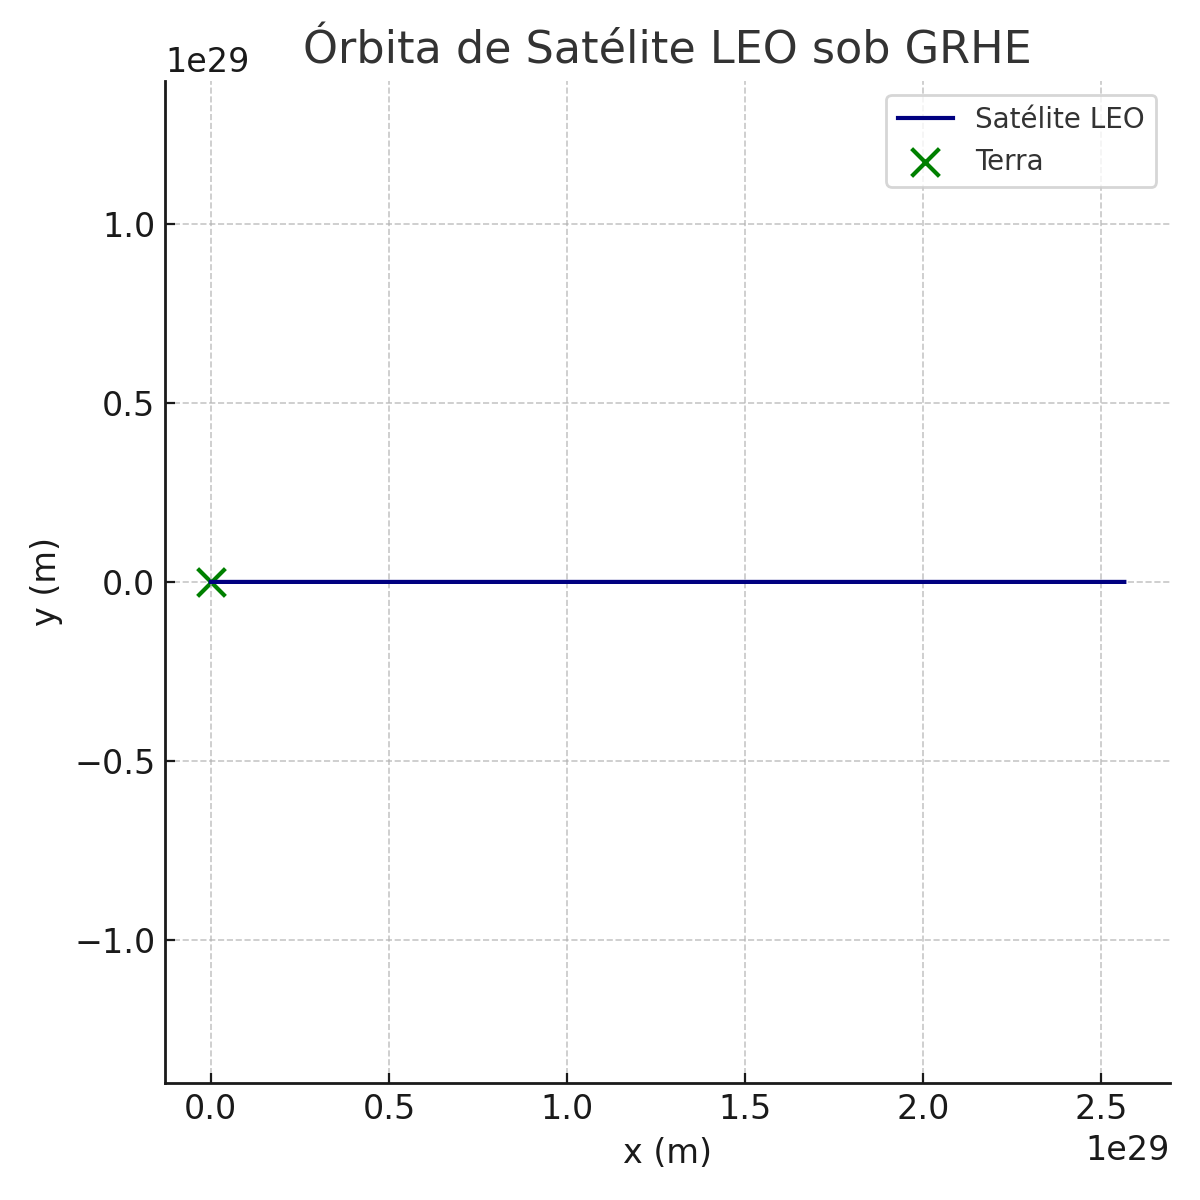 Órbita de Satélite LEO sob GRHE
1e29
Satélite LEO
Terra
1.0
0.5
0.0
−0.5
−1.0
y (m)
0.0 0.5 1.0 1.5 2.0 2.5
x (m)
1e29